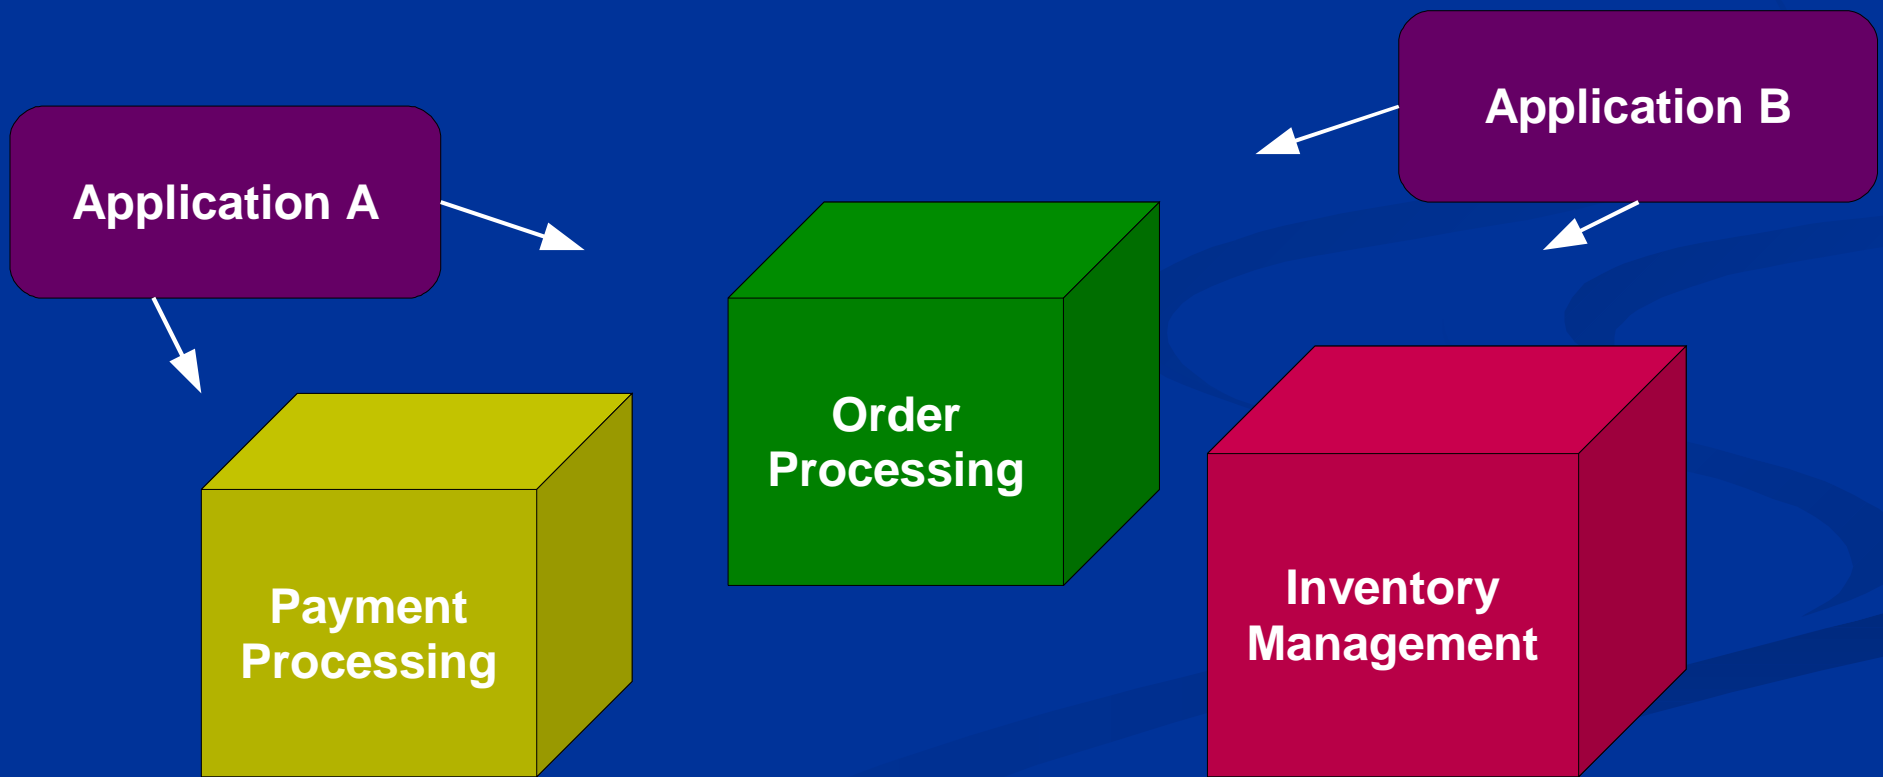 Application A
Application B
Order
Processing
Payment
Processing
Inventory
Management